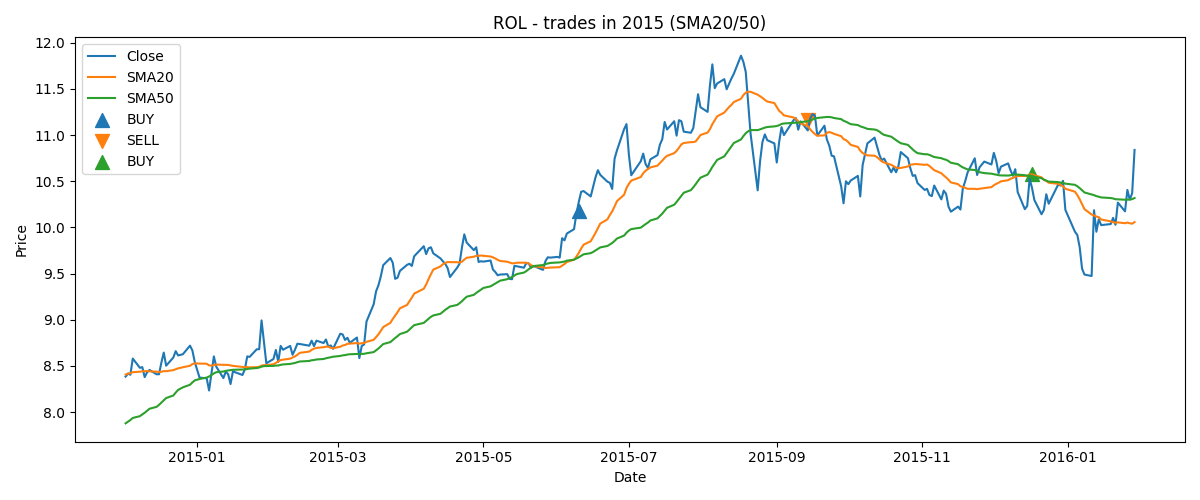 ROL - trades in 2015 (SMA20/50)
Close
SMA20
SMA50
BUY
SELL
BUY
Price
12.0
11.5
11.0
10.5
10.0
9.5
9.0
8.5
8.0
2015-01 2015-03 2015-05 2015-07 2015-09 2015-11 2016-01
Date